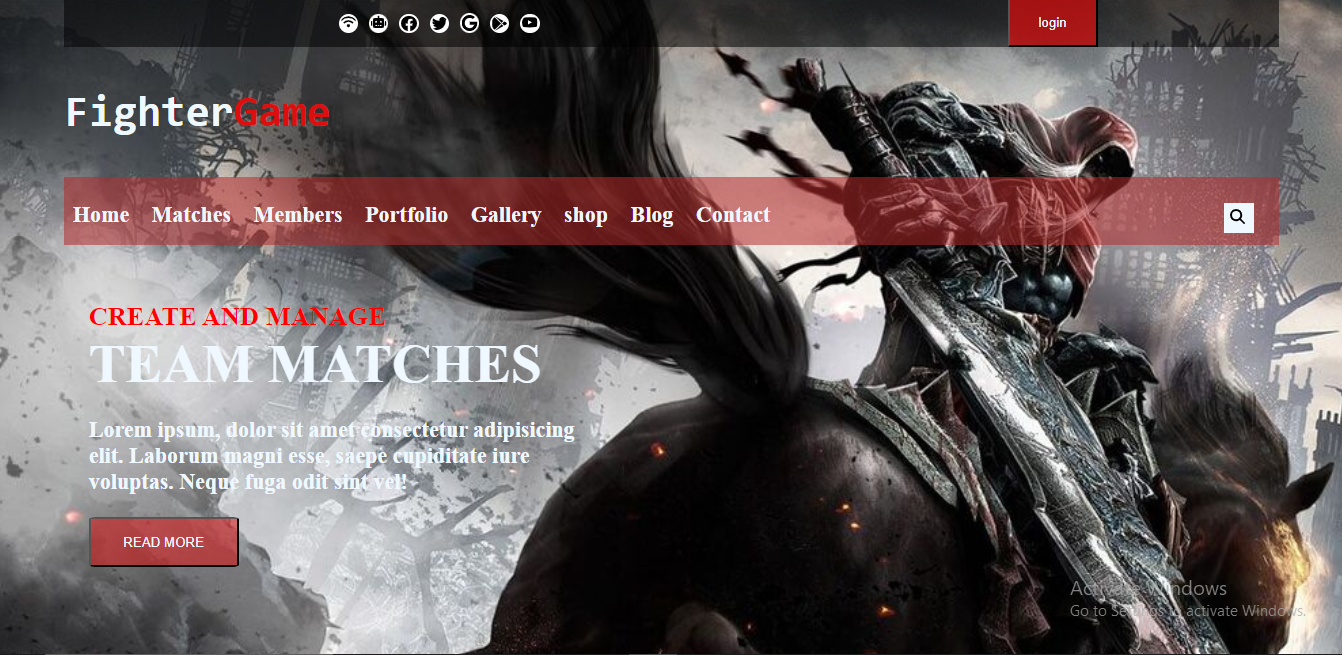 login
FighterGame
Home Matches Members Portfolio Gallery shop Blog Contact
CREATE AND MANAGE
TEAM MATCHES
Lorem ipsum, dolor sit amet consectetur adipisicing
elit. Laborum magni esse, saepe cupiditate iure
voluptas. Neque fuga odit sint vel!
READ MORE
Activate Windows
Go to Settings to activate Windows.